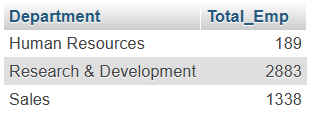 Department Total_Emp
Human Resources 189
Research & Development 2883
Sales 1338